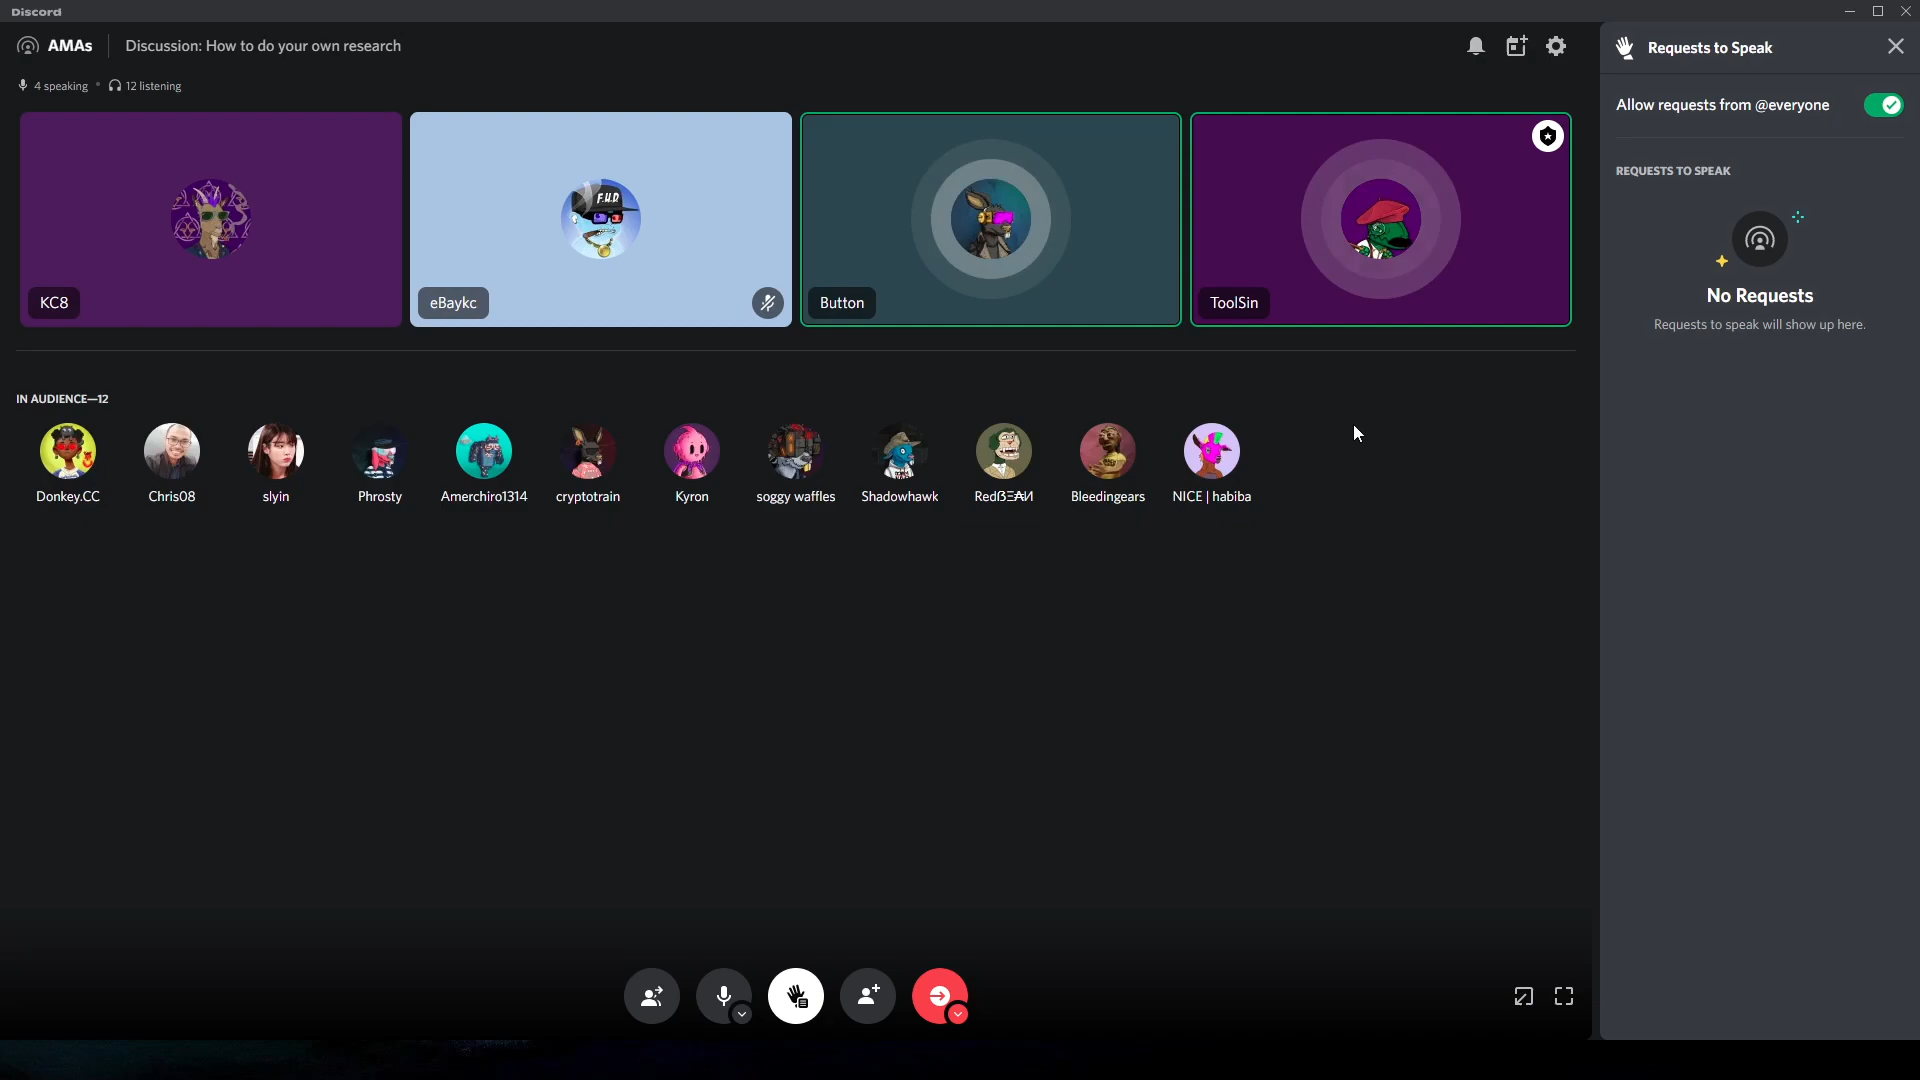 Discord
AMAs
Discussion: How to do your own research
4 speaking • 12 listening
KC8
F.U.D
eBaykc
Button
ToolSin
IN AUDIENCE—12
Donkey.CC
Chris08
slyin
Phrosty
Amerchiro1314
cryptotrain
Kyron
soggy waffles
Shadowhawk
Bleedingears
NICE | habiba
Requests to Speak
Allow requests from @everyone
REQUESTS TO SPEAK
No Requests
Requests to speak will show up here.